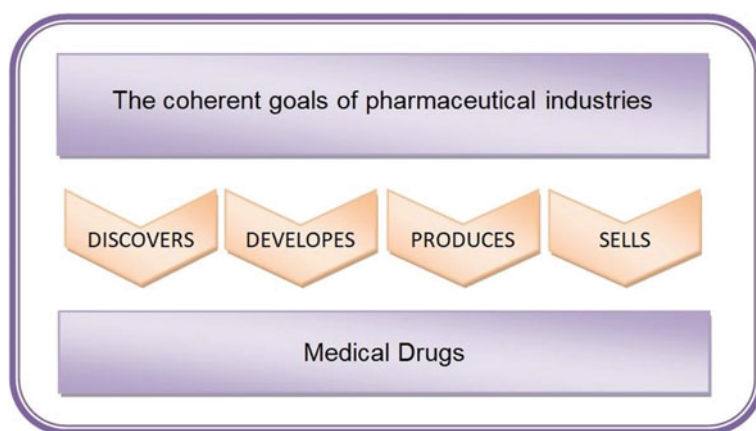 The coherent goals of pharmaceutical industries
DISCOVERS
DEVELOPES
PRODUCES
SELLS
Medical Drugs